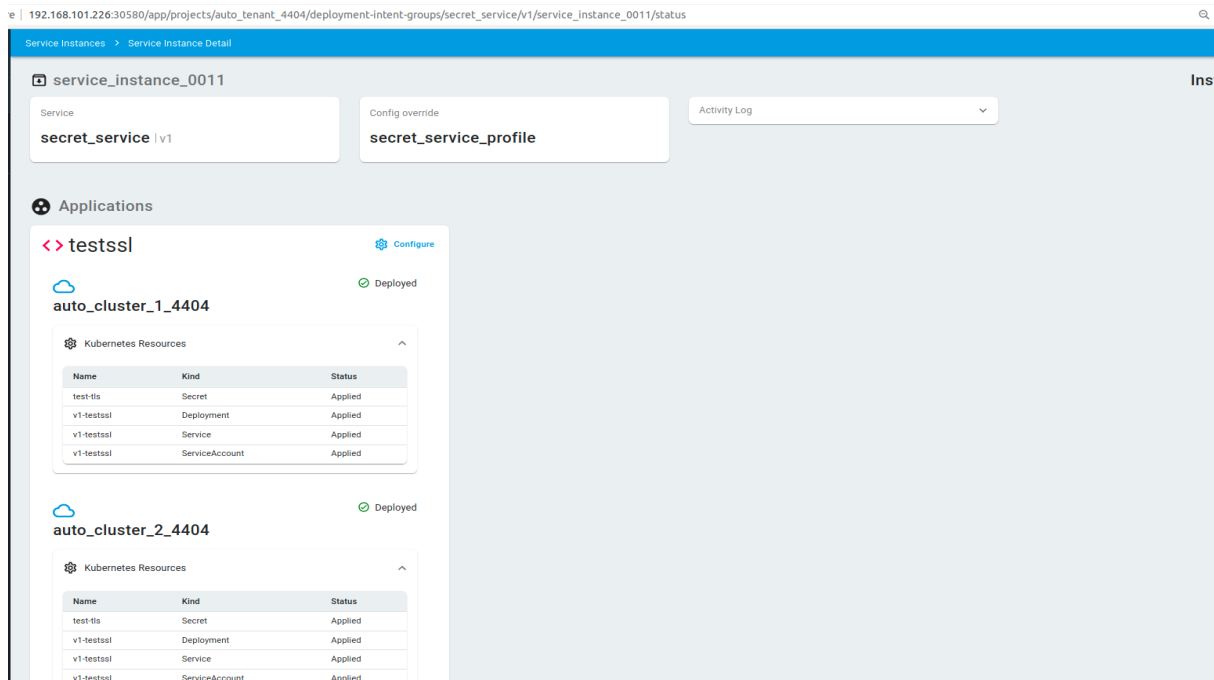 192.168.101.226:30580/app/projects/auto_tenant_4404/deployment-intent-groups/secret_service/v1/service_instance_0011/status
Service Instances > Service Instance Detail
service_instance_0011
Ins
Service
secret_service | v1
Config override
secret_service_profile
Activity Log
Applications
<> testssl
Configure
Deployed
auto_cluster_1_4404
Kubernetes Resources
Name Kind Status
test-tls Secret Applied
v1-testssl Deployment Applied
v1-testssl Service Applied
v1-testssl ServiceAccount Applied
Deployed
auto_cluster_2_4404
Kubernetes Resources
Name Kind Status
test-tls Secret Applied
v1-testssl Deployment Applied
v1-testssl Service Applied
v1-testssl ServiceAccount Applied